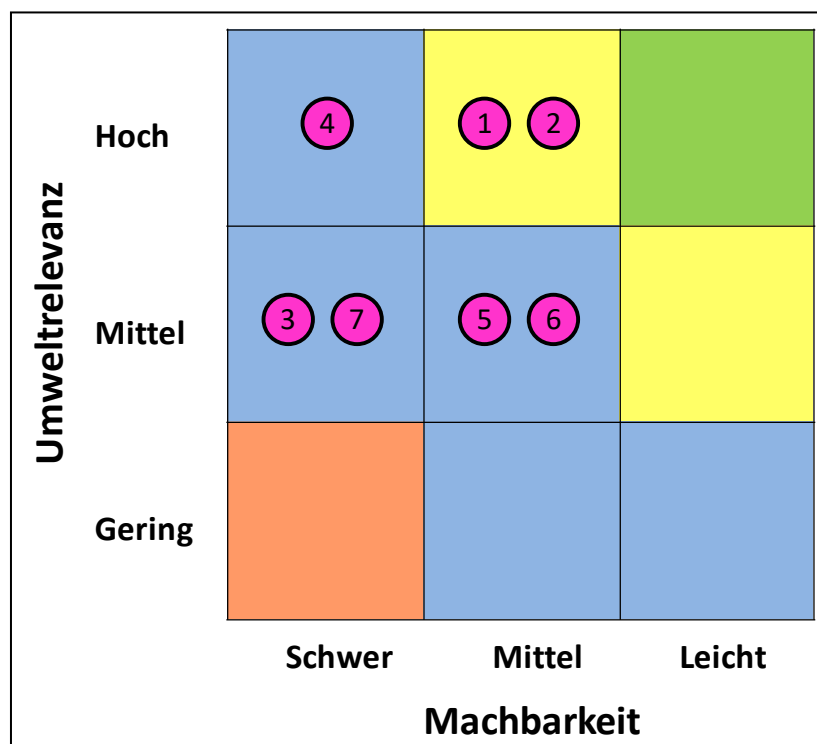 Umweltrelevanz
Hoch
4
1 2
Mittel
3 7
5 6
Gering
Schwer Mittel Leicht
Machbarkeit